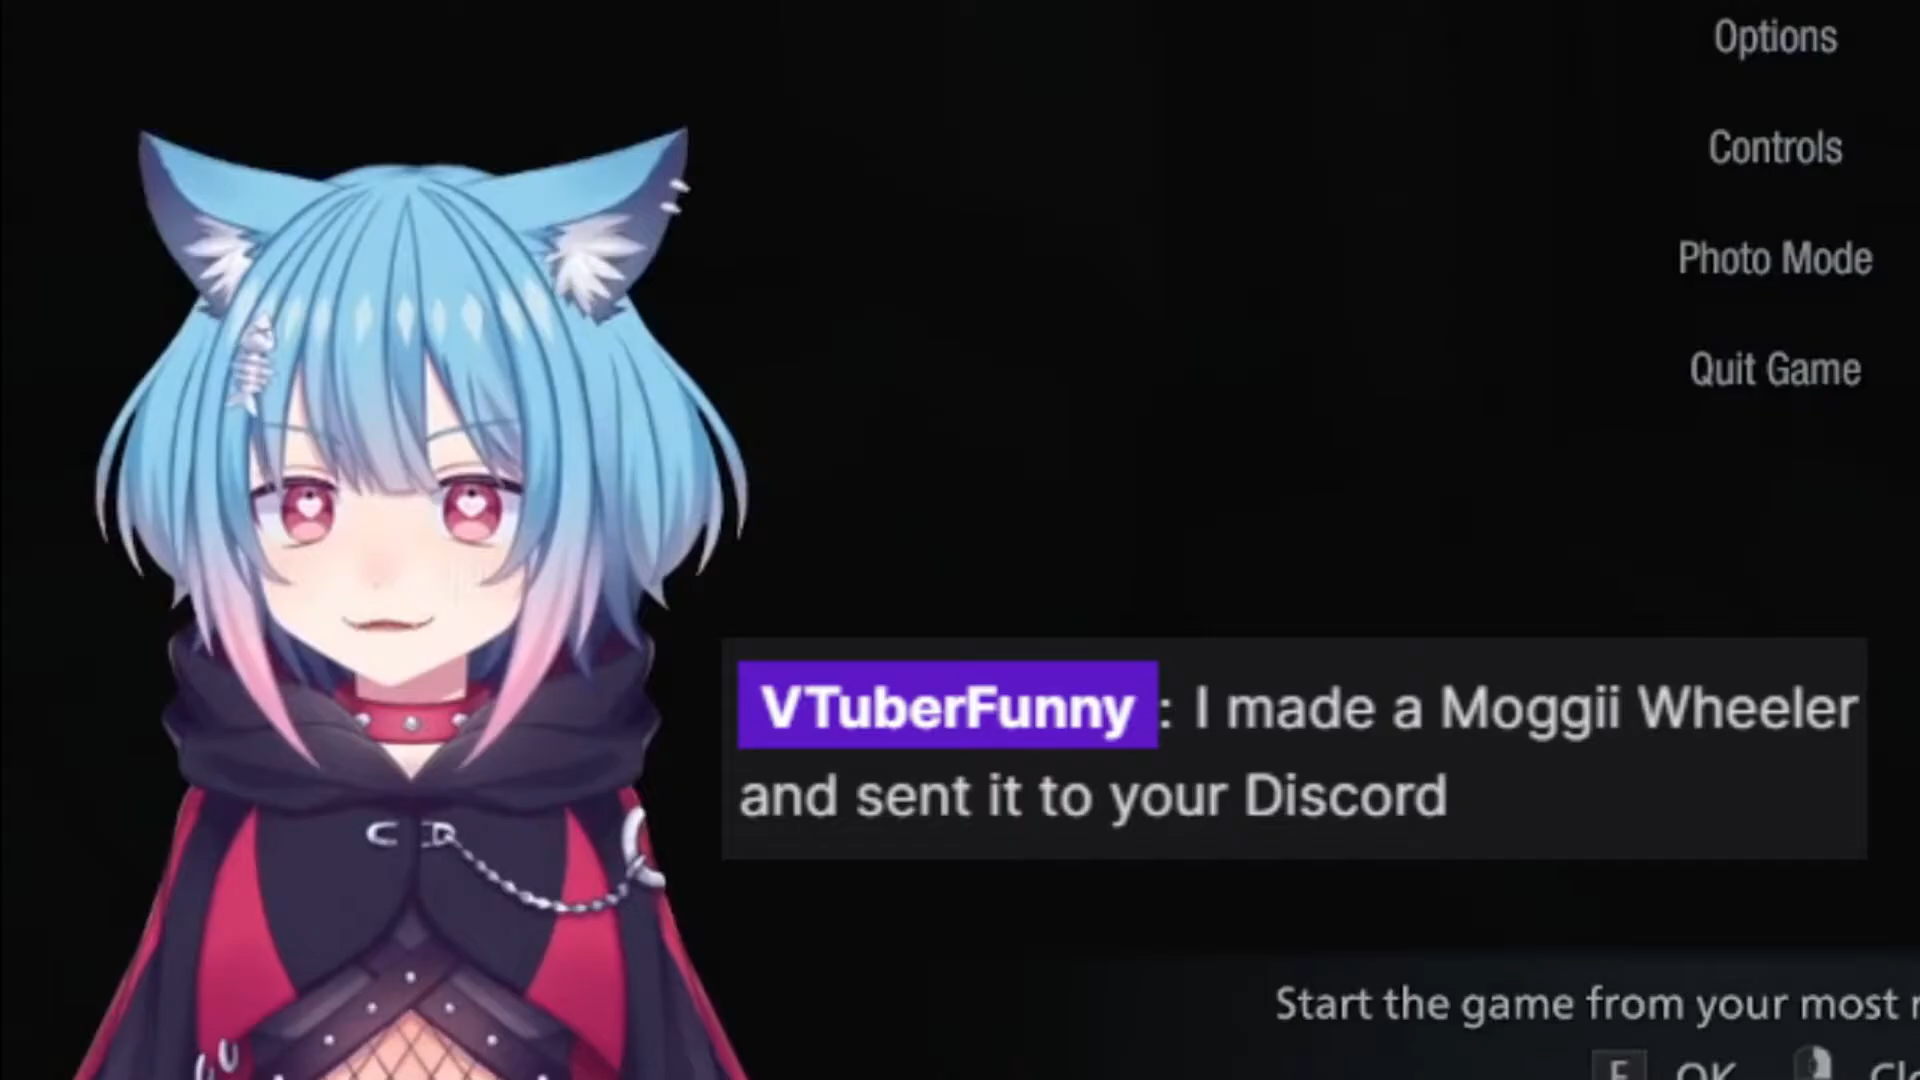 Options
Controls
Photo Mode
Quit Game
VTuberFunny : I made a Moggii Wheeler
and sent it to your Discord
Start the game from your most
F OK